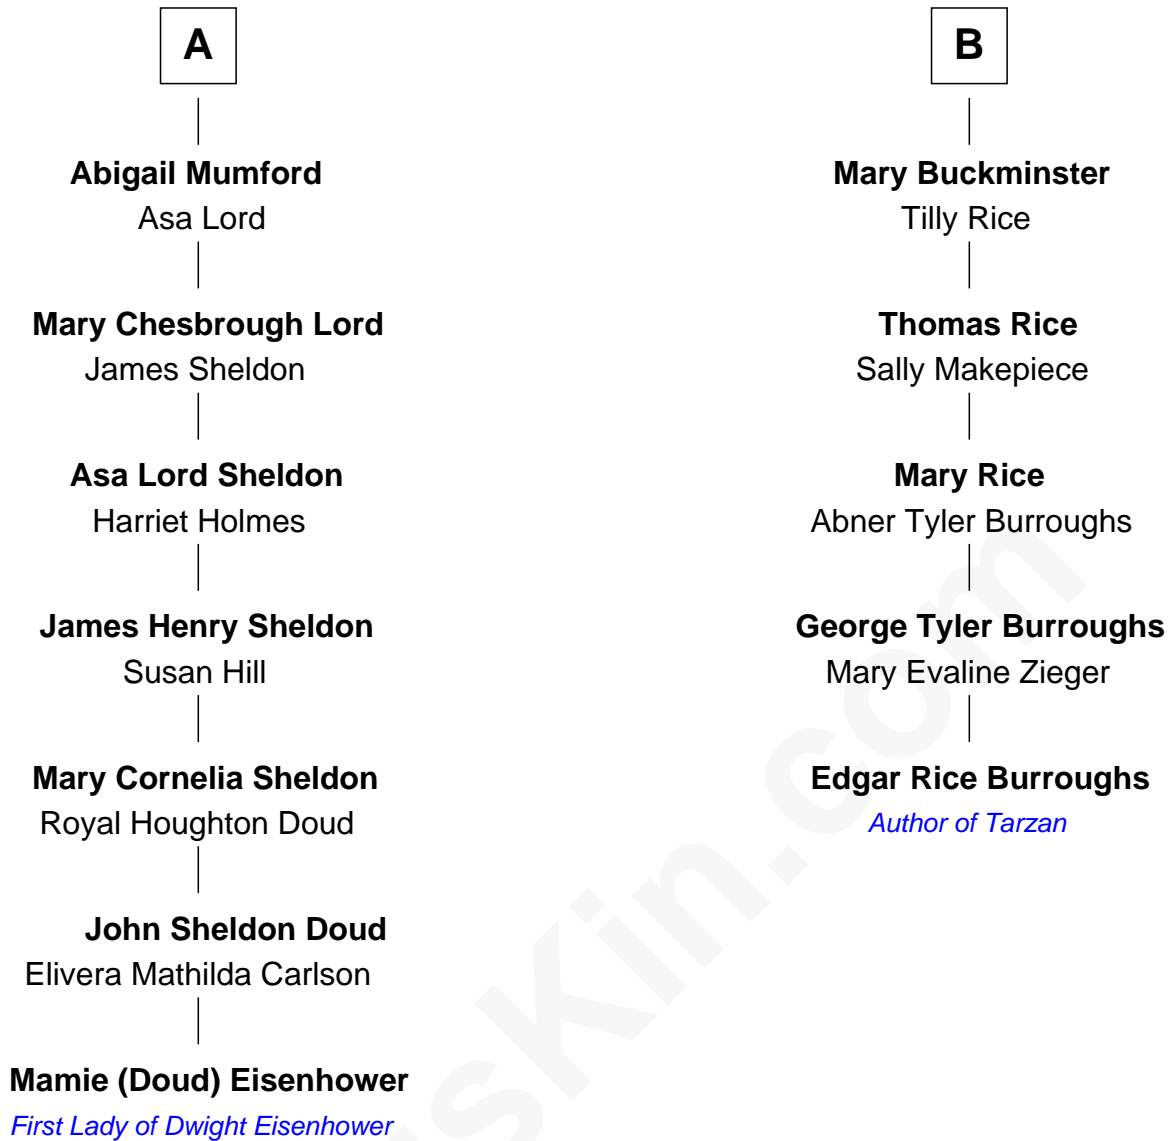 A
Abigail Mumford
Asa Lord
Mary Chesbrough Lord
James Sheldon
Asa Lord Sheldon
Harriet Holmes
James Henry Sheldon
Susan Hill
Mary Cornelia Sheldon
Royal Houghton Doud
John Sheldon Doud
Elivera Mathilda Carlson
Mamie (Doud) Eisenhower
First Lady of Dwight Eisenhower
B
Mary Buckminster
Tilly Rice
Thomas Rice
Sally Makepiece
Mary Rice
Abner Tyler Burroughs
George Tyler Burroughs
Mary Evaline Zieger
Edgar Rice Burroughs
Author of Tarzan
sKin.com